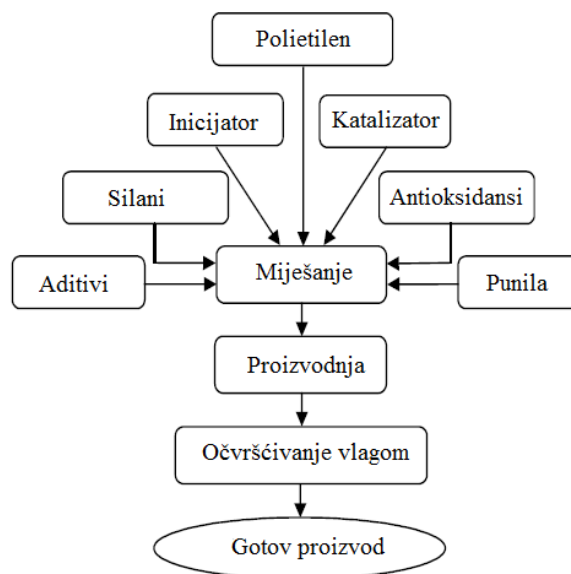 Polietilen
Inicijator
Katalizator
Silani
Antioksidansi
Aditivi
Miješanje
Punila
Proizvodnja
Očvršćivanje vlagom
Gotov proizvod